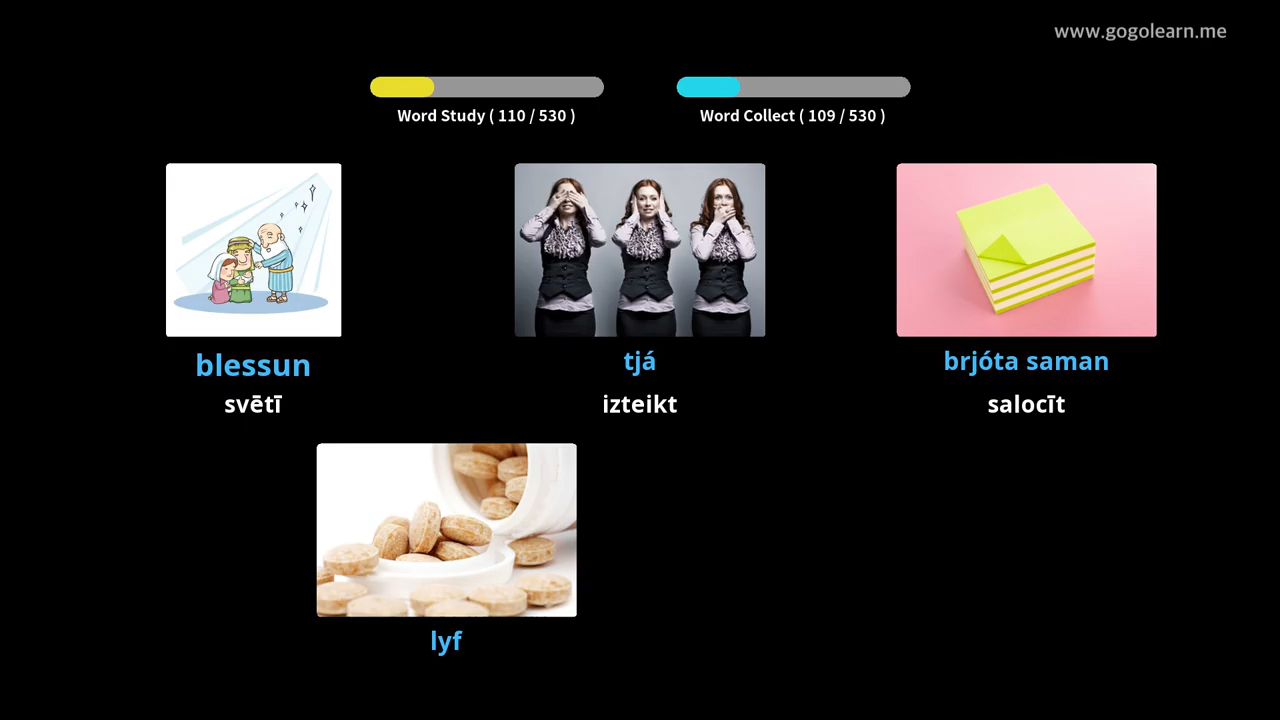 www.gogolearn.me
Word Study ( 110 / 530 )
Word Collect ( 109 / 530 )
blessun
svētī
tjá
izteikt
brjóta saman
salocīt
lyf